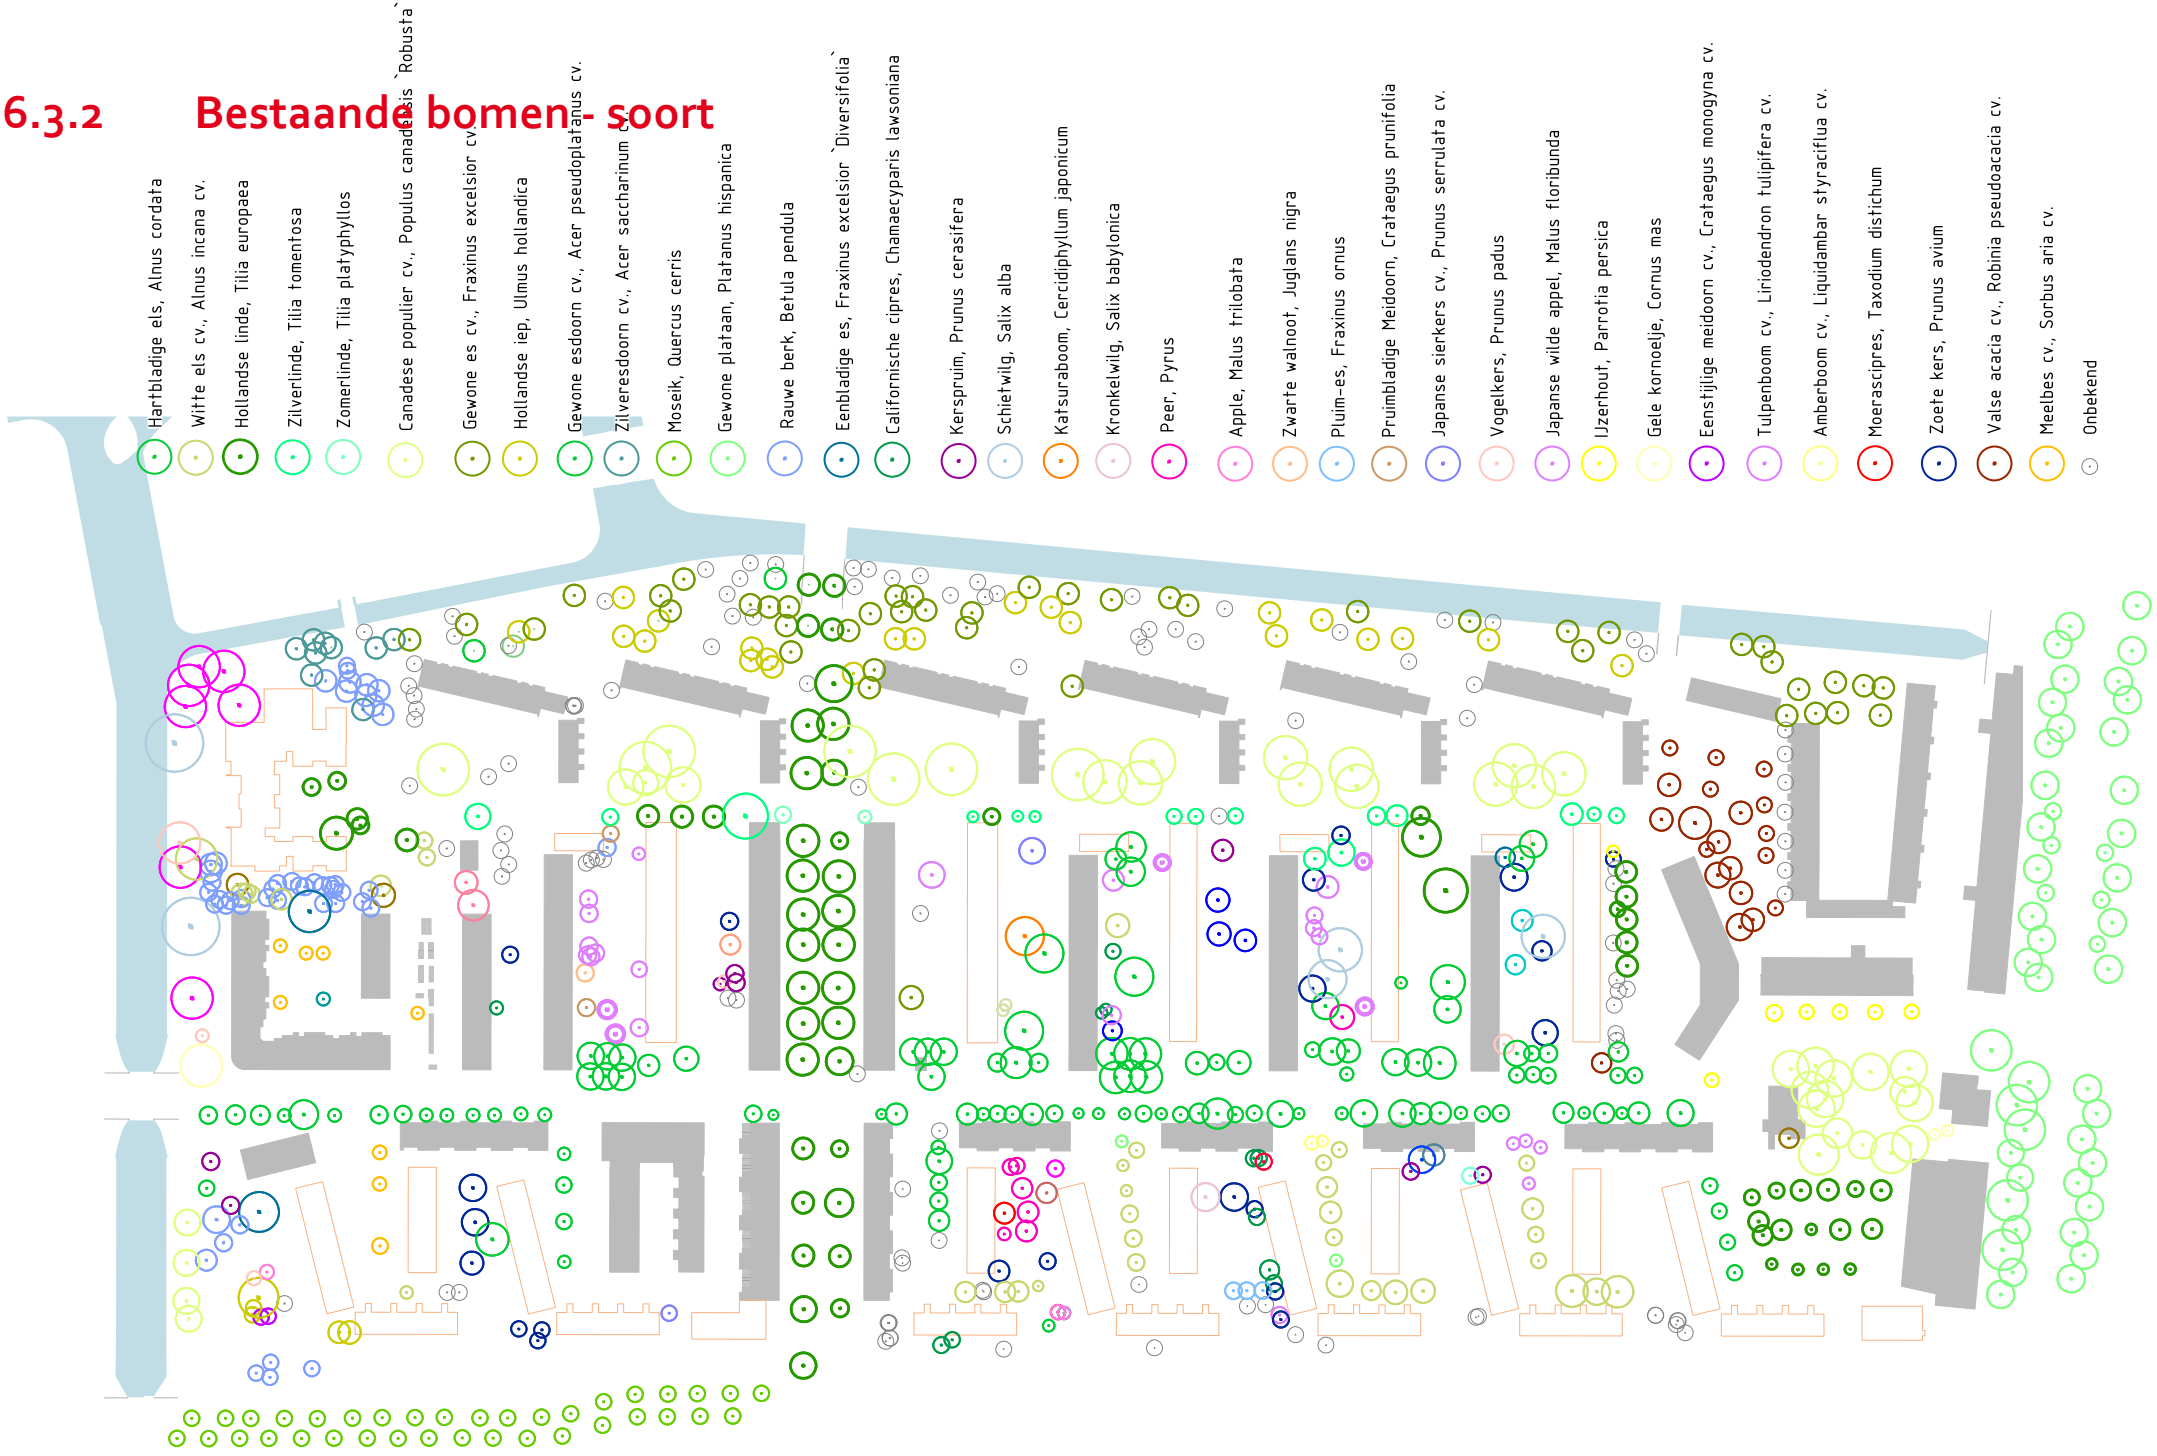 6.3.2 Bestaande bomen - soort
Hartbladige els, Alnus cordata
Witte els cv., Alnus incana cv.
Hollandse linde, Tilia europaea
Zilverlinde, Tilia tomentosa
Zomerlinde, Tilia platyphyllos
Canadese populier cv., Populus canadensis `Robusta`
Gewone es cv., Fraxinus excelsior cv.
Hollandse iep, Ulmus hollandica
Gewone esdoorn cv., Acer pseudoplatanus cv.
Zilveresdoorn cv., Acer saccharinum cv.
Moseik, Quercus cerris
Gewone plataan, Platanus hispanica
Rauwe berk, Betula pendula
Eenbladige es, Fraxinus excelsior `Diversifolia`
Californische cipres, Chamaecyparis lawsoniana
Kerspruim, Prunus cerasifera
Schietwilg, Salix alba
Katsuraboom, Cercidiphyllum japonicum
Kronkelwilg, Salix babylonica
Peer, Pyrus
Apple, Malus trilobata
Zwarte walnoot, Juglans nigra
Pluim-es, Fraxinus ornus
Pruimbladige Meidoorn, Crataegus prunifolia
Japanse sierkers cv., Prunus serrulata cv.
Vogelkers, Prunus padus
Japanse wilde appel, Malus floribunda
IJzerhout, Parrotia persica
Gele kornoelje, Cornus mas
Eenstijlige meidoorn cv., Crataegus monogyna cv.
Tulpenboom cv., Liriodendron tulipifera cv.
Amberboom cv., Liquidambar styraciflua cv.
Moerascipres, Taxodium distichum
Zoete kers, Prunus avium
Valse acacia cv., Robinia pseudoacacia cv.
Meelbes cv., Sorbus aria cv.
Onbekend